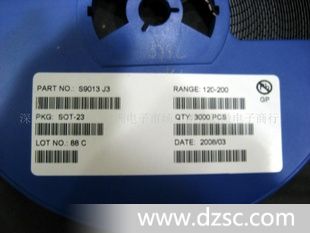 PART NO.: S9013 J3
RANGE: 120-200
GP
PKG: SOT-23
QTY: 3000 PCS
LOT NO.: 88 C
DATE: 2008/03
www.dzsc.com